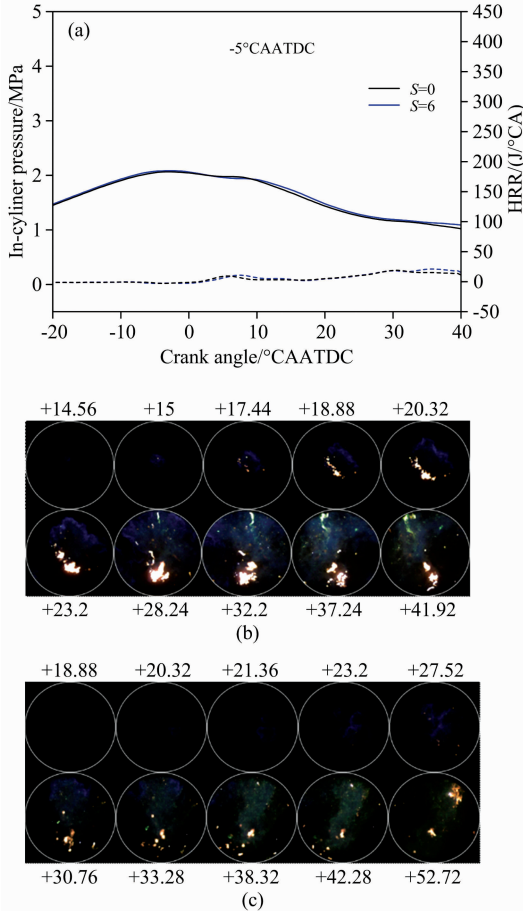 (a)
-5°CAATDC
S=0
S=6
In-cyliner pressure/MPa
5
4
3
2
1
0
HRR/(J/°CA)
450
400
350
300
250
200
150
100
50
0
-50
-20
-10
0
10
20
30
40
Crank angle/°CAATDC
+14.56 +15 +17.44 +18.88 +20.32
+23.2 +28.24 +32.2 +37.24 +41.92
(b)
+18.88 +20.32 +21.36 +23.2 +27.52
+30.76 +33.28 +38.32 +42.28 +52.72
(c)